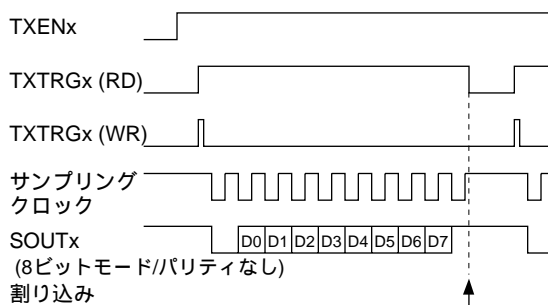 TXENx
TXTRGx (RD)
TXTRGx (WR)
サンプリング
クロック
SOUTx
D0 D1 D2 D3 D4 D5 D6 D7
(8ビットモード/パリティなし)
割り込み